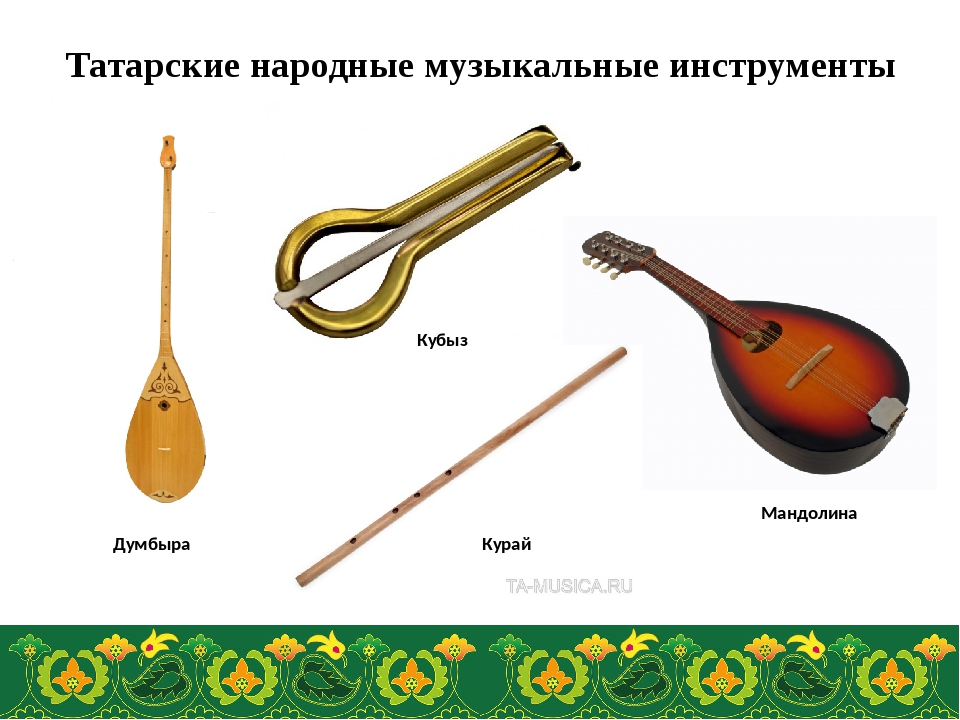 Татарские народные музыкальные инструменты
Кубыз
Мандолина
Думбыра
Курай
TA-MUSICA.RU